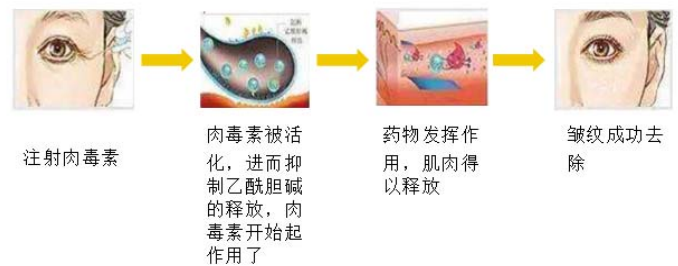 注射肉毒素
肉毒素被活
化，进而抑
制乙酰胆碱
的释放，肉
毒素开始起
作用了
药物发挥作
用，肌肉得
以释放
皱纹成功去
除